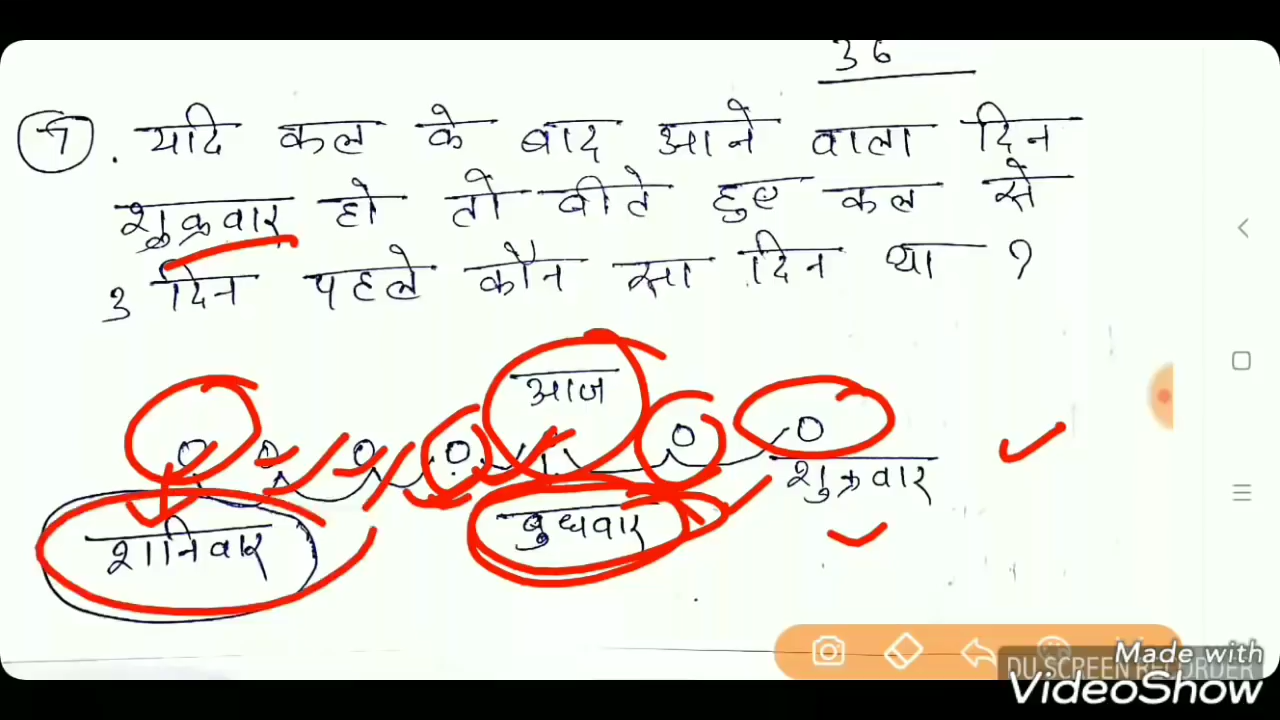 36
7. यदि कल के बाद आने वाला दिन
शुक्रवार हो तो बीते हुए कल से
3 दिन पहले कौन सा दिन था ?
आज
शुक्रवार
बुधवार
शनिवार
Made with
DU SCREEN RECORDER
VideoShow